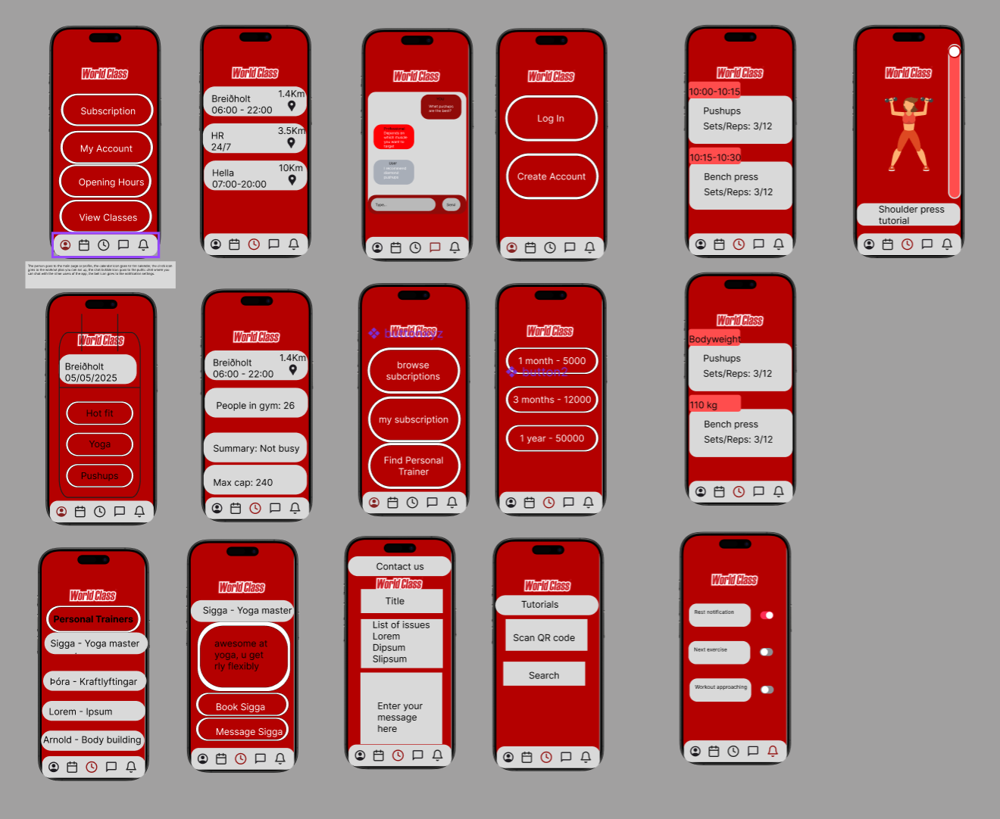 World Class
Subscription
My Account
Opening Hours
View Classes
The person goes to the main page or profile, the calendar icon goes to the calendar, the clock icon
goes to the workout plan you can set up, the chat bubble icon goes to the public chat where you
can chat with the other users of the app, the bell icon goes to the notification settings.
World Class
Breiðholt
1.4Km
06:00 - 22:00
HR
3.5Km
24/7
Hella
10Km
07:00-20:00
World Class
YOU
What pushups
are the best?
Professional
Depends on
which muscle
you want to
target
User
I recommend
diamond
pushups
Type...
Send
World Class
Log In
Create Account
World Class
10:00-10:15
Pushups
Sets/Reps: 3/12
10:15-10:30
Bench press
Sets/Reps: 3/12
World Class
Shoulder press
tutorial
World Class
Breiðholt
05/05/2025
Hot fit
Yoga
Pushups
World Class
Breiðholt
1.4Km
06:00 - 22:00
People in gym: 26
Summary: Not busy
Max cap: 240
World Class
browse
subcriptions
my subscription
Find Personal
Trainer
World Class
1 month - 5000
button2
3 months - 12000
1 year - 50000
World Class
Bodyweight
Pushups
Sets/Reps: 3/12
110 kg
Bench press
Sets/Reps: 3/12
World Class
Personal Trainers
Sigga - Yoga master
Þóra - Kraftlyftingar
Lorem - Ipsum
Arnold - Body building
World Class
Sigga - Yoga master
awesome at
yoga, u get
rly flexibly
Book Sigga
Message Sigga
Contact us
World Class
Title
List of issues
Lorem
Dipsum
Slipsum
Enter your
message
here
World Class
Tutorials
Scan QR code
Search
World Class
Rest notification
Next exercise
Workout approaching